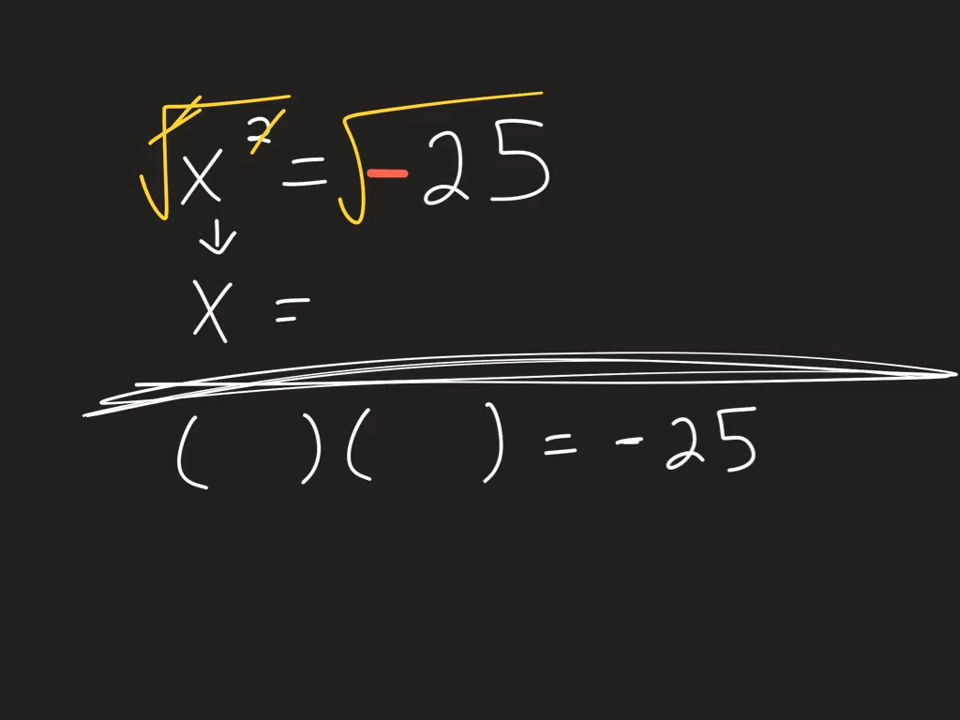 √x² = √-25
↓
x =
( )( ) = -25